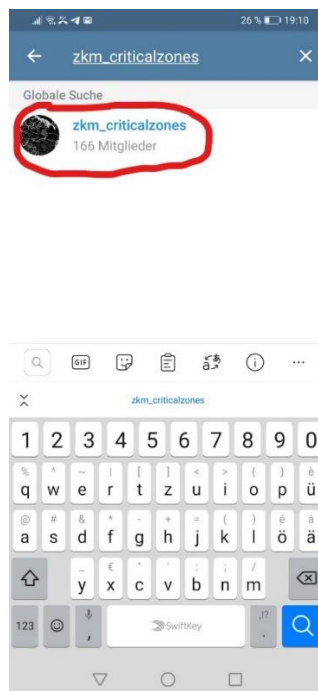 26 % 19:10
zkm_criticalzones
Globale Suche
zkm_criticalzones
166 Mitglieder
GIF
zkm_criticalzones
1 2 3 4 5 6 7 8 9 0
% ^ ~ | [ ] < > { } è
q w e r t z u i o p ü
@ # & * - + = ( ) é à
a s d f g h j k l ö ä
_ € " ' : ; /
y x c v b n m
123 , SwiftKey ,!? .